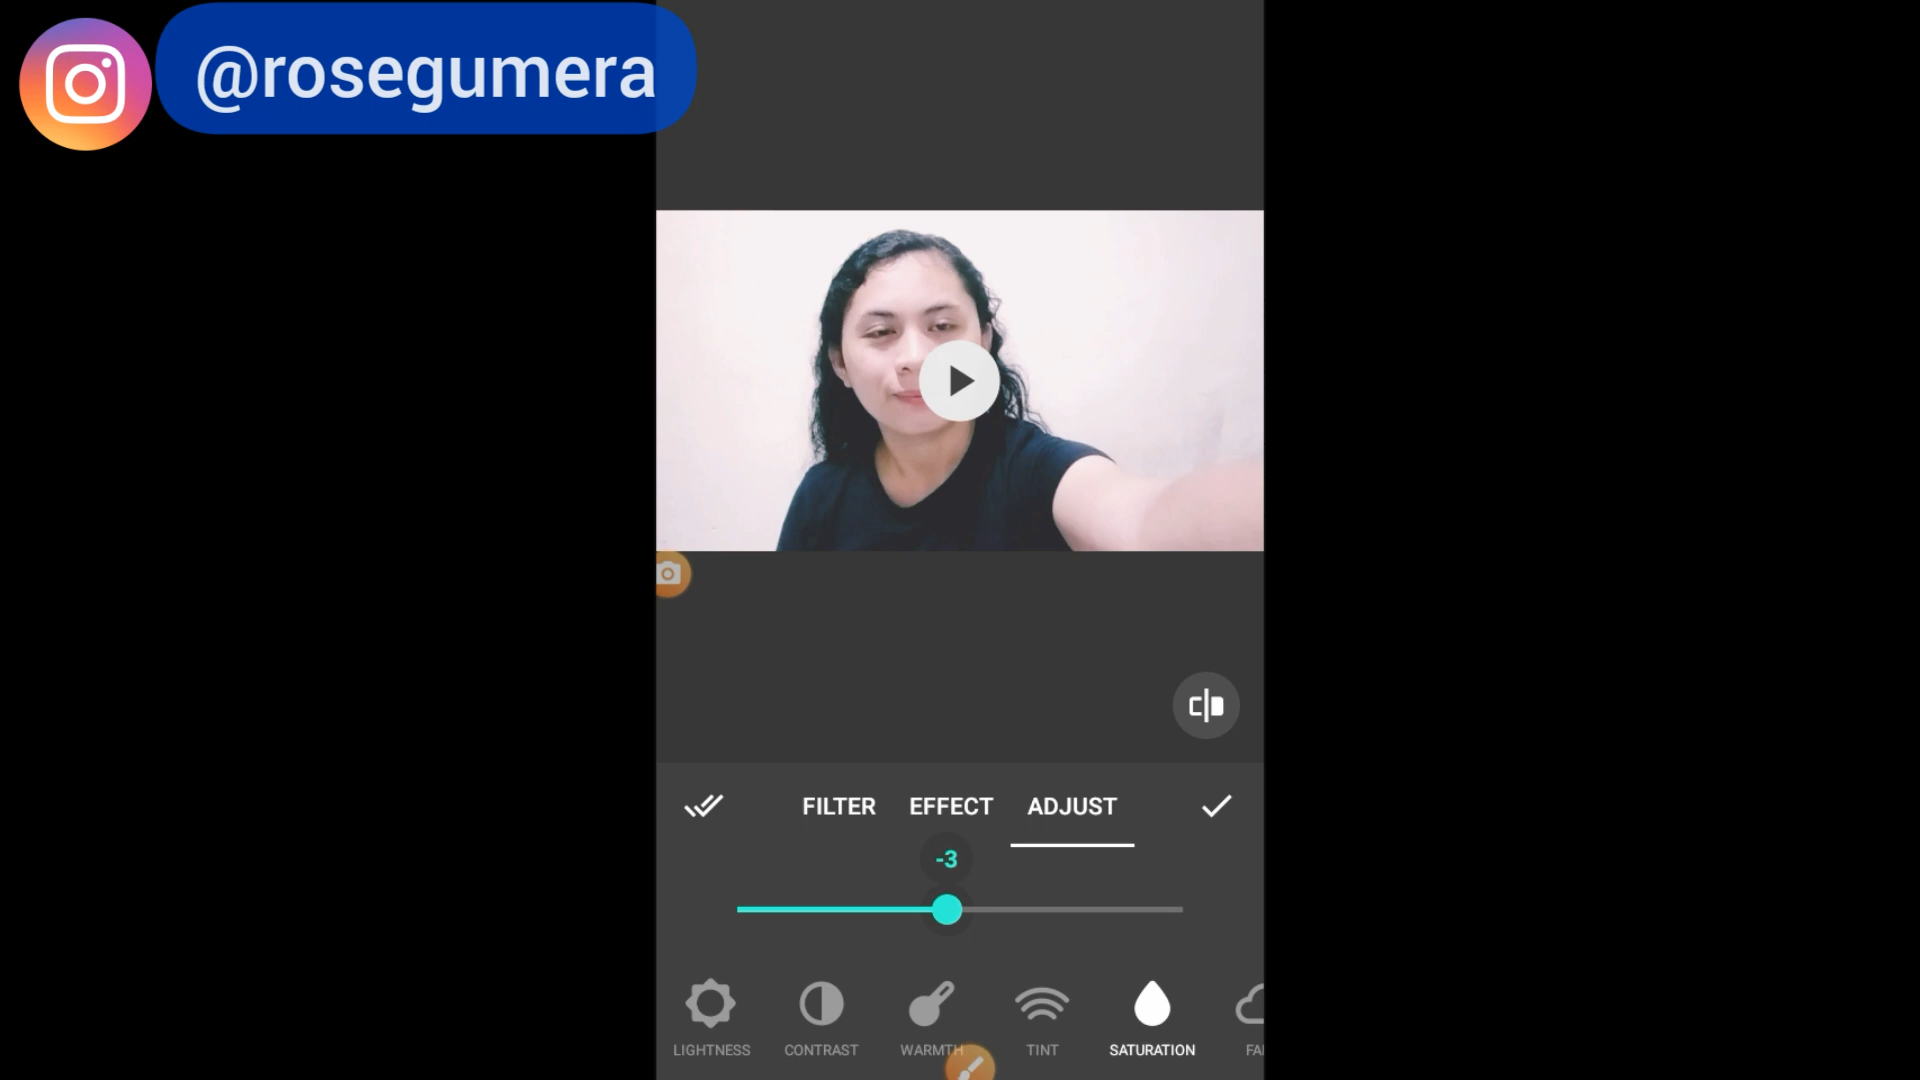 @rosegumera
FILTER EFFECT ADJUST
-3
LIGHTNESS CONTRAST WARMTH TINT SATURATION